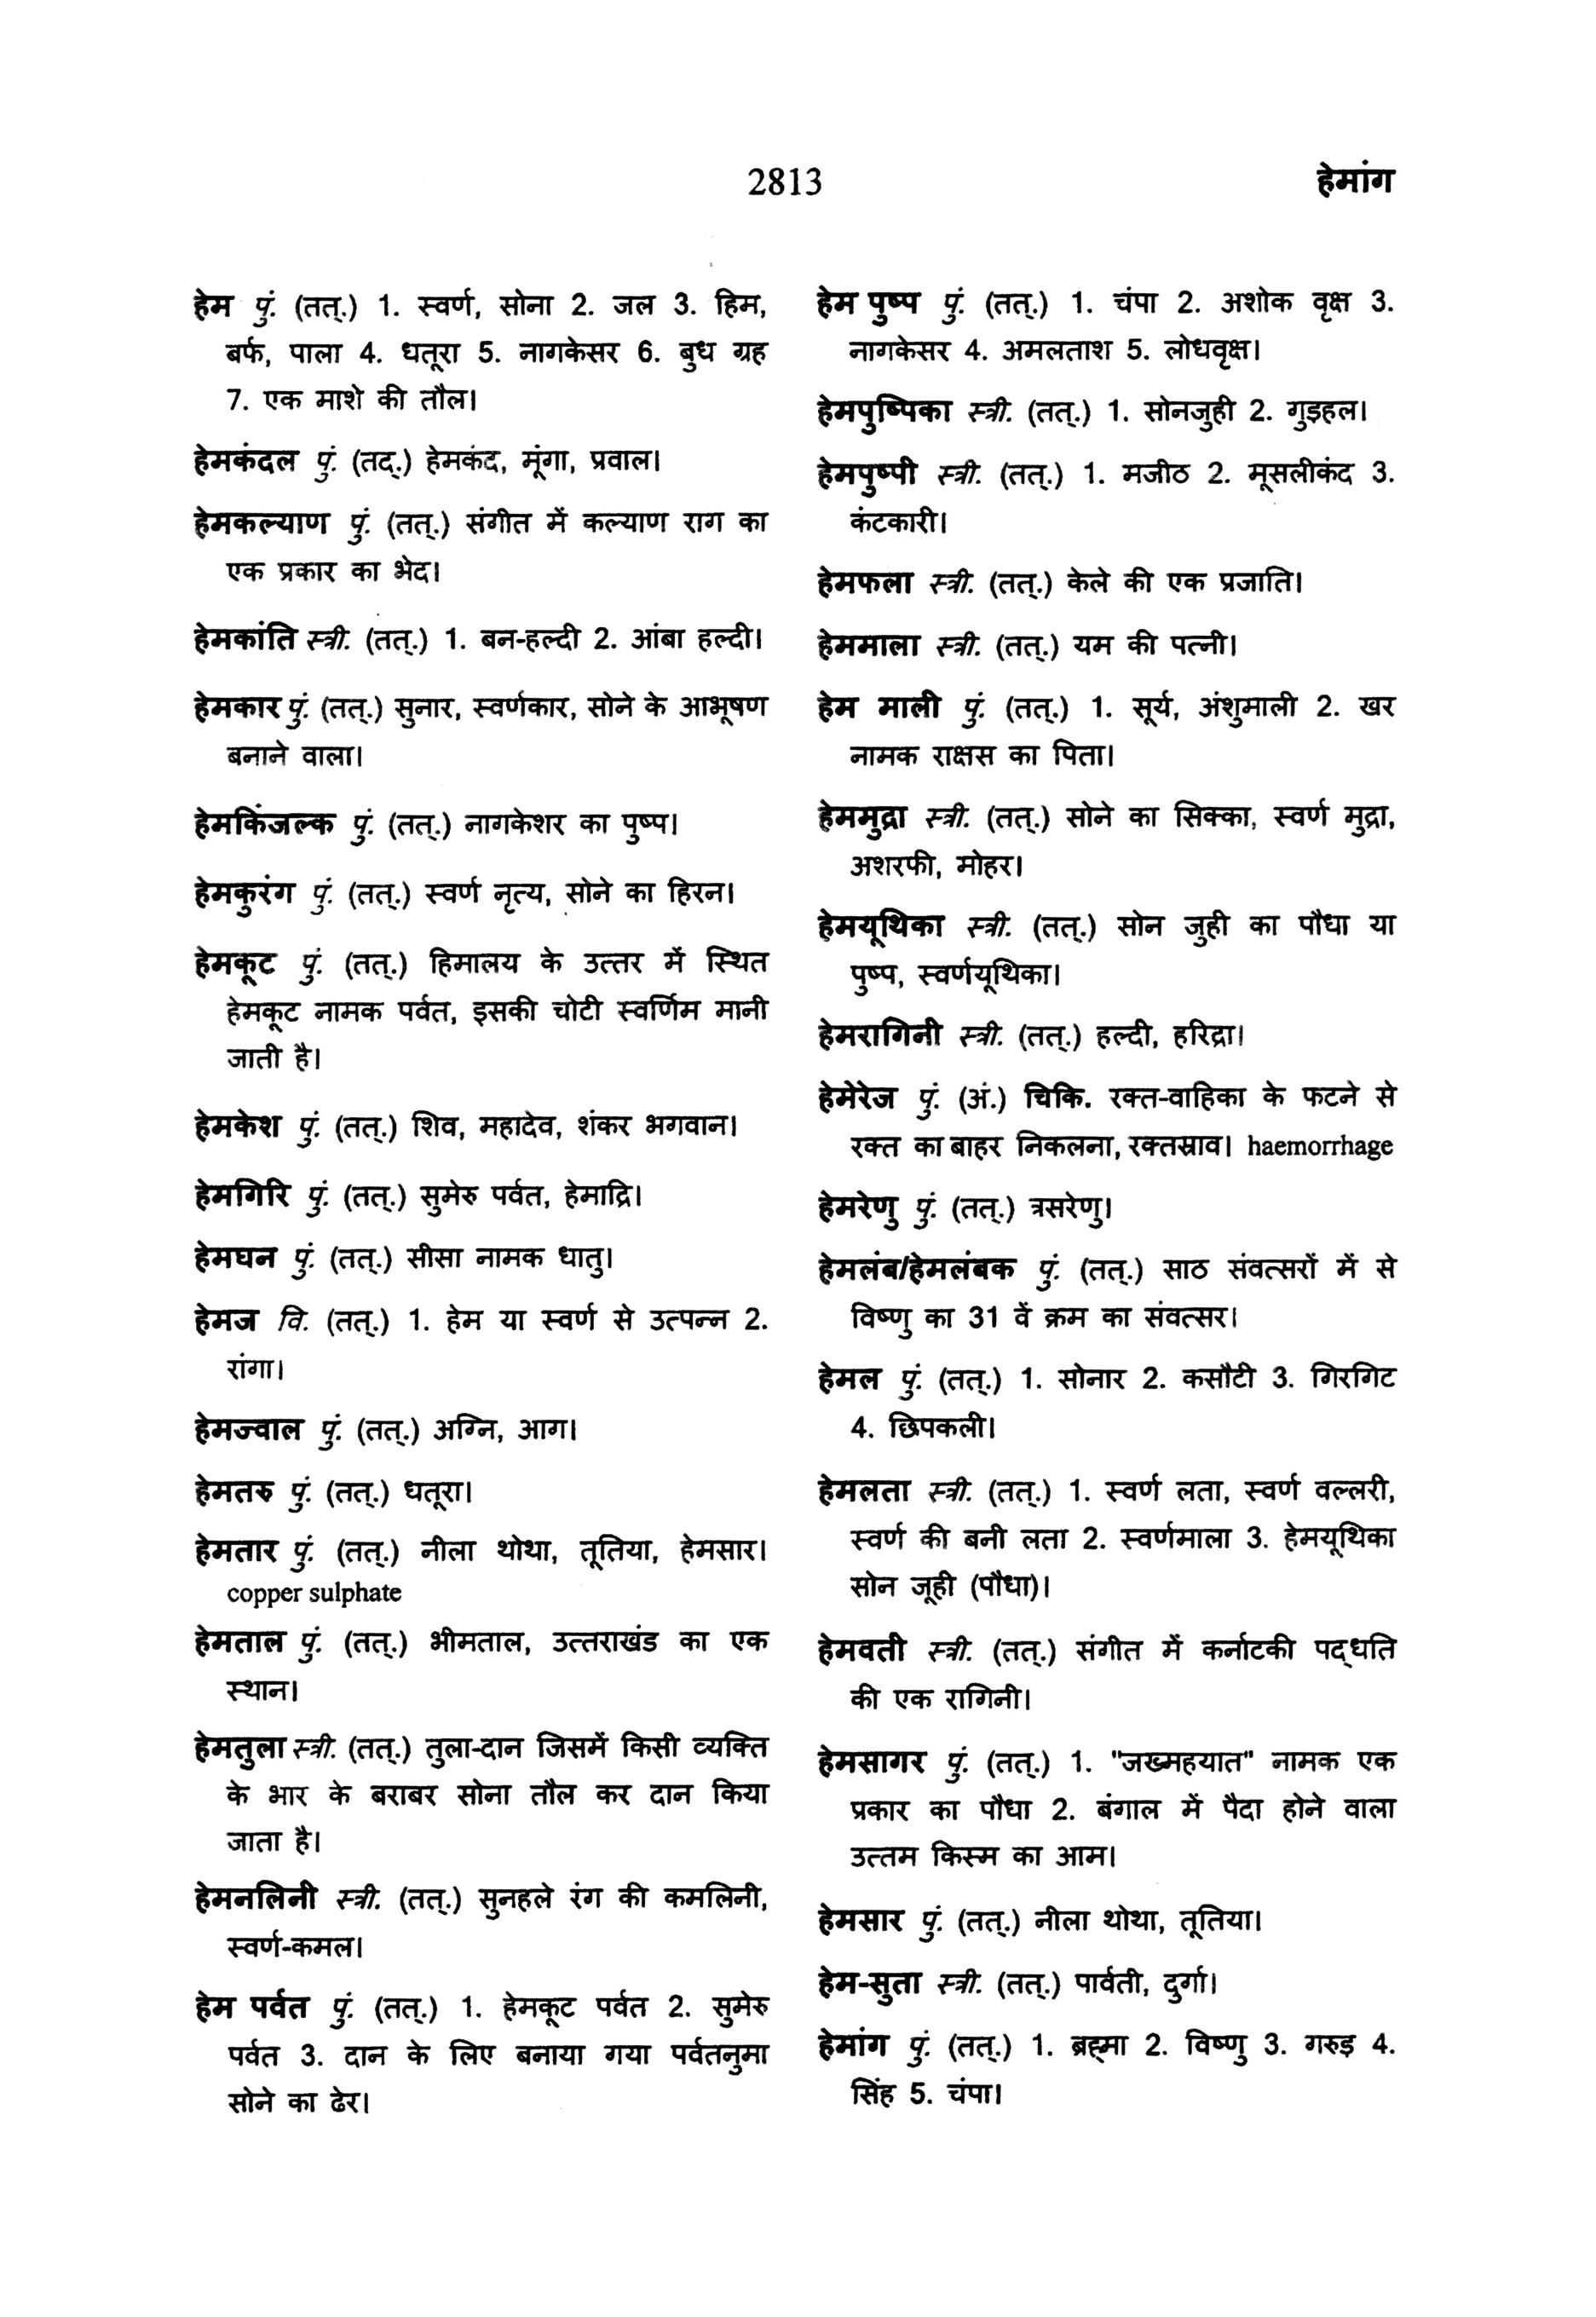 2813
हेमांग
हेम पुं. (तत्.) 1. स्वर्ण, सोना 2. जल 3. हिम,
बर्फ, पाला 4. धतूरा 5. नागकेसर 6. बुध ग्रह
7. एक माशे की तौल।
हेमकंदल पुं. (तद्.) हेमकंद, मूंगा, प्रवाल।
हेमकल्याण पुं. (तत्.) संगीत में कल्याण राग का
एक प्रकार का भेद।
हेमकांति स्त्री. (तत्.) 1. बन-हल्दी 2. आंबा हल्दी।
हेमकार पुं. (तत्.) सुनार, स्वर्णकार, सोने के आभूषण
बनाने वाला।
हेमकिंजल्क पुं. (तत्.) नागकेशर का पुष्प।
हेमकुरंग पुं. (तत्.) स्वर्ण नृत्य, सोने का हिरन।
हेमकूट पुं. (तत्.) हिमालय के उत्तर में स्थित
हेमकूट नामक पर्वत, इसकी चोटी स्वर्णिम मानी
जाती है।
हेमकेश पुं. (तत्.) शिव, महादेव, शंकर भगवान।
हेमगिरि पुं. (तत्.) सुमेरु पर्वत, हेमाद्रि।
हेमघन पुं. (तत्.) सीसा नामक धातु।
हेमज वि. (तत्.) 1. हेम या स्वर्ण से उत्पन्न 2.
रांगा।
हेमज्वाल पुं. (तत्.) अग्नि, आग।
हेमतरु पुं. (तत्.) धतूरा।
हेमतार पुं. (तत्.) नीला थोथा, तूतिया, हेमसार।
copper sulphate
हेमताल पुं. (तत्.) भीमताल, उत्तराखंड का एक
स्थान।
हेमतुला स्त्री. (तत्.) तुला-दान जिसमें किसी व्यक्ति
के भार के बराबर सोना तौल कर दान किया
जाता है।
हेमनलिनी स्त्री. (तत्.) सुनहले रंग की कमलिनी,
स्वर्ण-कमल।
हेम पर्वत पुं. (तत्.) 1. हेमकूट पर्वत 2. सुमेरु
पर्वत 3. दान के लिए बनाया गया पर्वतनुमा
सोने का ढेर।
हेम पुष्प पुं. (तत्.) 1. चंपा 2. अशोक वृक्ष 3.
नागकेसर 4. अमलताश 5. लोधवृक्ष।
हेमपुष्पिका स्त्री. (तत्.) 1. सोनजुही 2. गुड़हल।
हेमपुष्पी स्त्री. (तत्.) 1. मजीठ 2. मूसलीकंद 3.
कंटकारी।
हेमफला स्त्री. (तत्.) केले की एक प्रजाति।
हेममाला स्त्री. (तत्.) यम की पत्नी।
हेम माली पुं. (तत्.) 1. सूर्य, अंशुमाली 2. खर
नामक राक्षस का पिता।
हेममुद्रा स्त्री. (तत्.) सोने का सिक्का, स्वर्ण मुद्रा,
अशरफी, मोहर।
हेमयूथिका स्त्री. (तत्.) सोन जुही का पौधा या
पुष्प, स्वर्णयूथिका।
हेमरागिनी स्त्री. (तत्.) हल्दी, हरिद्रा।
हेमेरेज पुं. (अं.) चिकि. रक्त-वाहिका के फटने से
रक्त का बाहर निकलना, रक्तस्राव। haemorrhage
हेमरेणु पुं. (तत्.) त्रसरेणु।
हेमलंब/हेमलंबक पुं. (तत्.) साठ संवत्सरों में से
विष्णु का 31 वें क्रम का संवत्सर।
हेमल पुं. (तत्.) 1. सोनार 2. कसौटी 3. गिरगिट
4. छिपकली।
हेमलता स्त्री. (तत्.) 1. स्वर्ण लता, स्वर्ण वल्लरी,
स्वर्ण की बनी लता 2. स्वर्णमाला 3. हेमयूथिका
सोन जूही (पौधा)।
हेमवती स्त्री. (तत्.) संगीत में कर्नाटकी पद्धति
की एक रागिनी।
हेमसागर पुं. (तत्.) 1. "जख्महयात" नामक एक
प्रकार का पौधा 2. बंगाल में पैदा होने वाला
उत्तम किस्म का आम।
हेमसार पुं. (तत्.) नीला थोथा, तूतिया।
हेम-सुता स्त्री. (तत्.) पार्वती, दुर्गा।
हेमांग पुं. (तत्.) 1. ब्रह्मा 2. विष्णु 3. गरुड़ 4.
सिंह 5. चंपा।